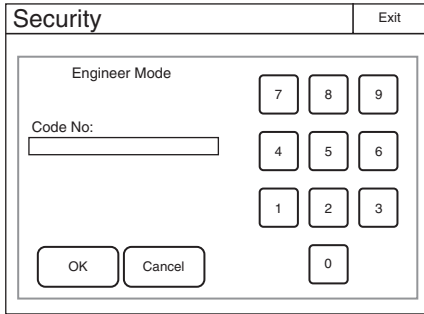 Security
Exit
Engineer Mode
Code No:
7 8 9
4 5 6
1 2 3
0
OK Cancel